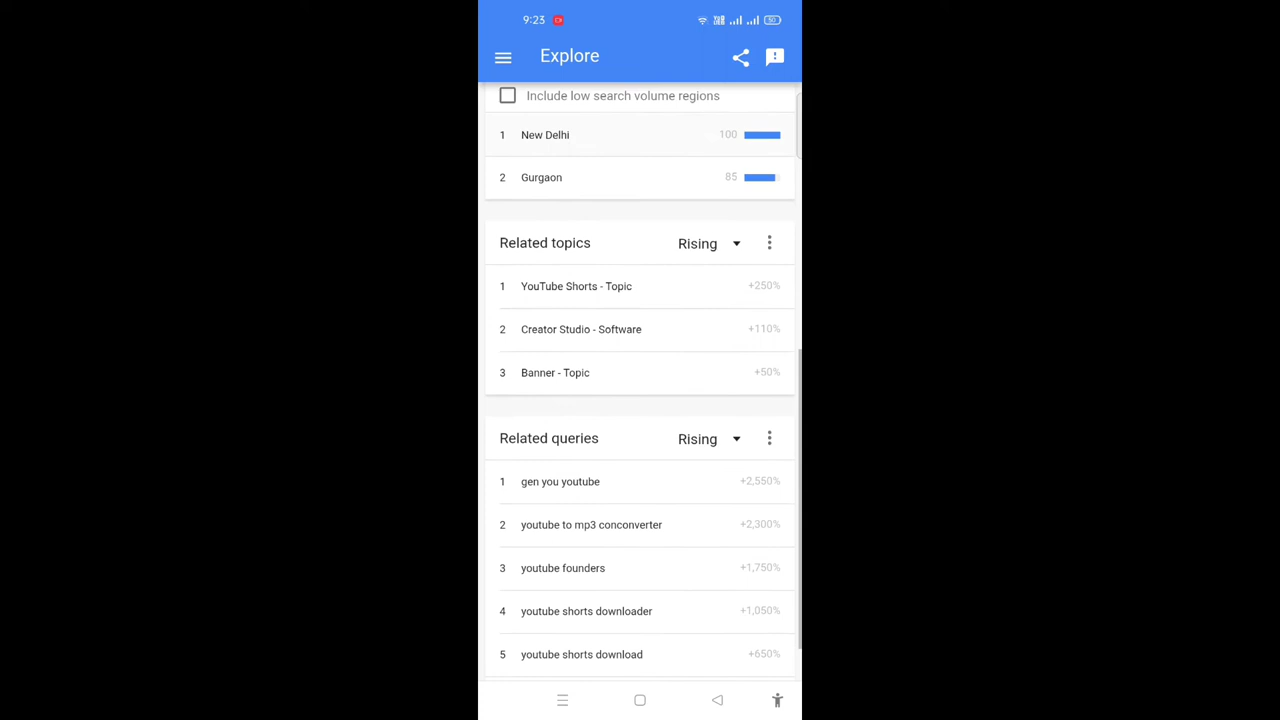 9:23 50
Explore
Include low search volume regions
1 New Delhi 100
2 Gurgaon 85
Related topics Rising
1 YouTube Shorts - Topic +250%
2 Creator Studio - Software +110%
3 Banner - Topic +50%
Related queries Rising
1 gen you youtube +2,550%
2 youtube to mp3 conconverter +2,300%
3 youtube founders +1,750%
4 youtube shorts downloader +1,050%
5 youtube shorts download +650%